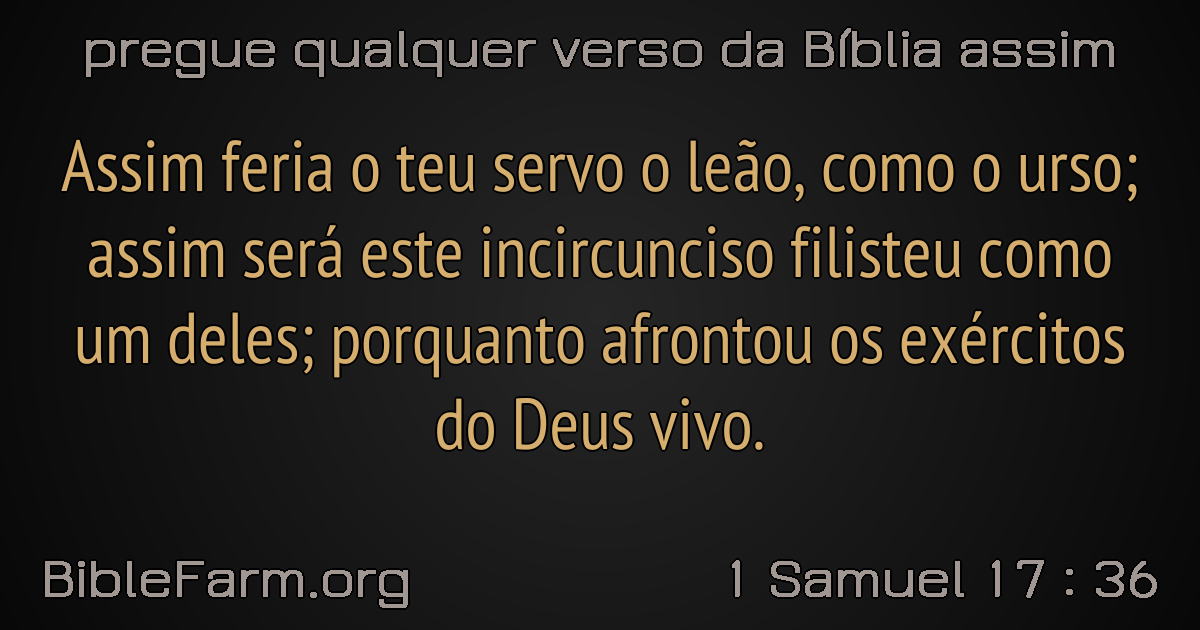 pregue qualquer verso da Bíblia assim
Assim feria o teu servo o leão, como o urso;
assim será este incircunciso filisteu como
um deles; porquanto afrontou os exércitos
do Deus vivo.
BibleFarm.org
1 Samuel 17 : 36